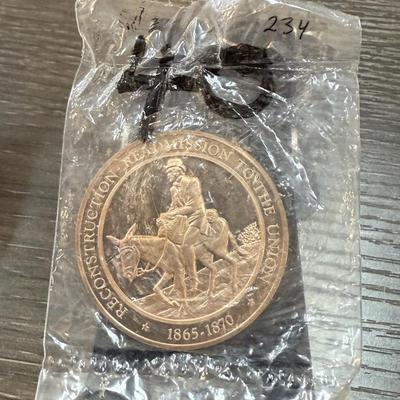 234
RECONSTRUCTION READMISSION TO THE UNION
1865-1870